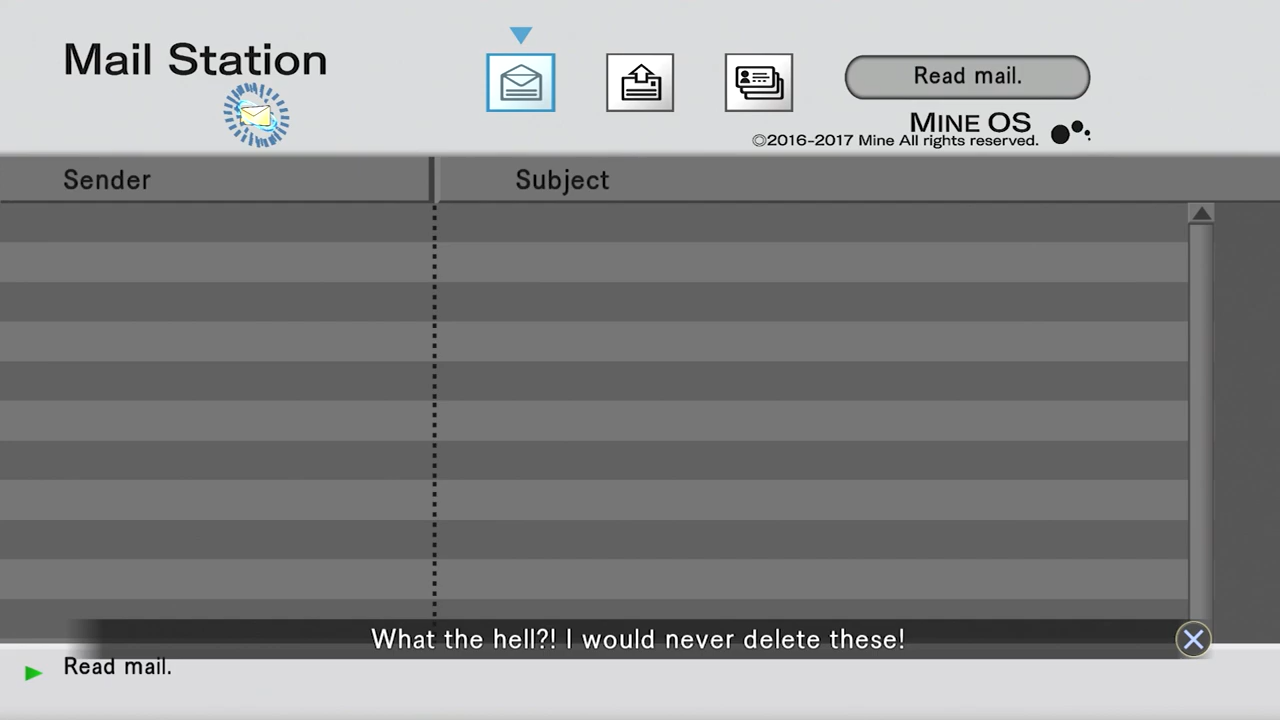 Mail Station
Read mail.
MINE OS
©2016-2017 Mine All rights reserved.
Sender
Subject
What the hell?! I would never delete these!
Read mail.